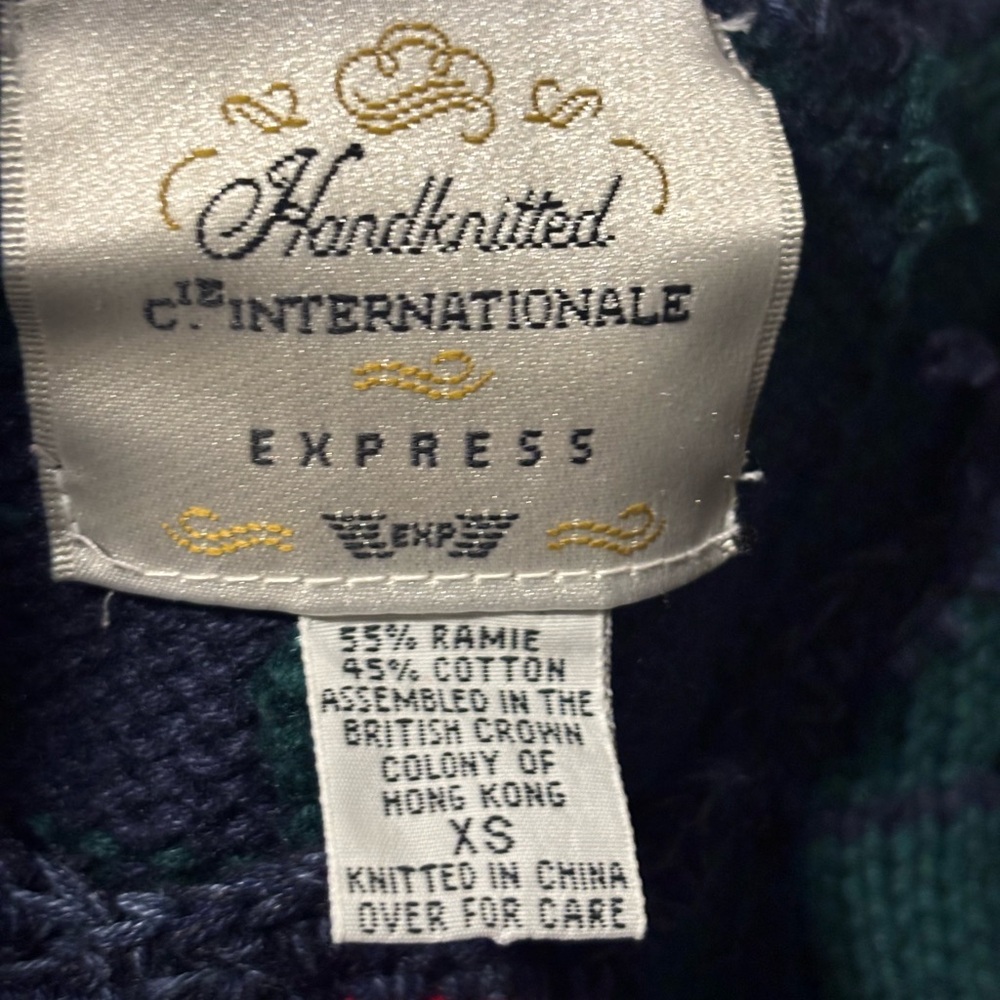 Handknitted
CIE. INTERNATIONALE
EXPRESS
EXP
55% RAMIE
45% COTTON
ASSEMBLED IN THE
BRITISH CROWN
COLONY OF
HONG KONG
XS
KNITTED IN CHINA
OVER FOR CARE